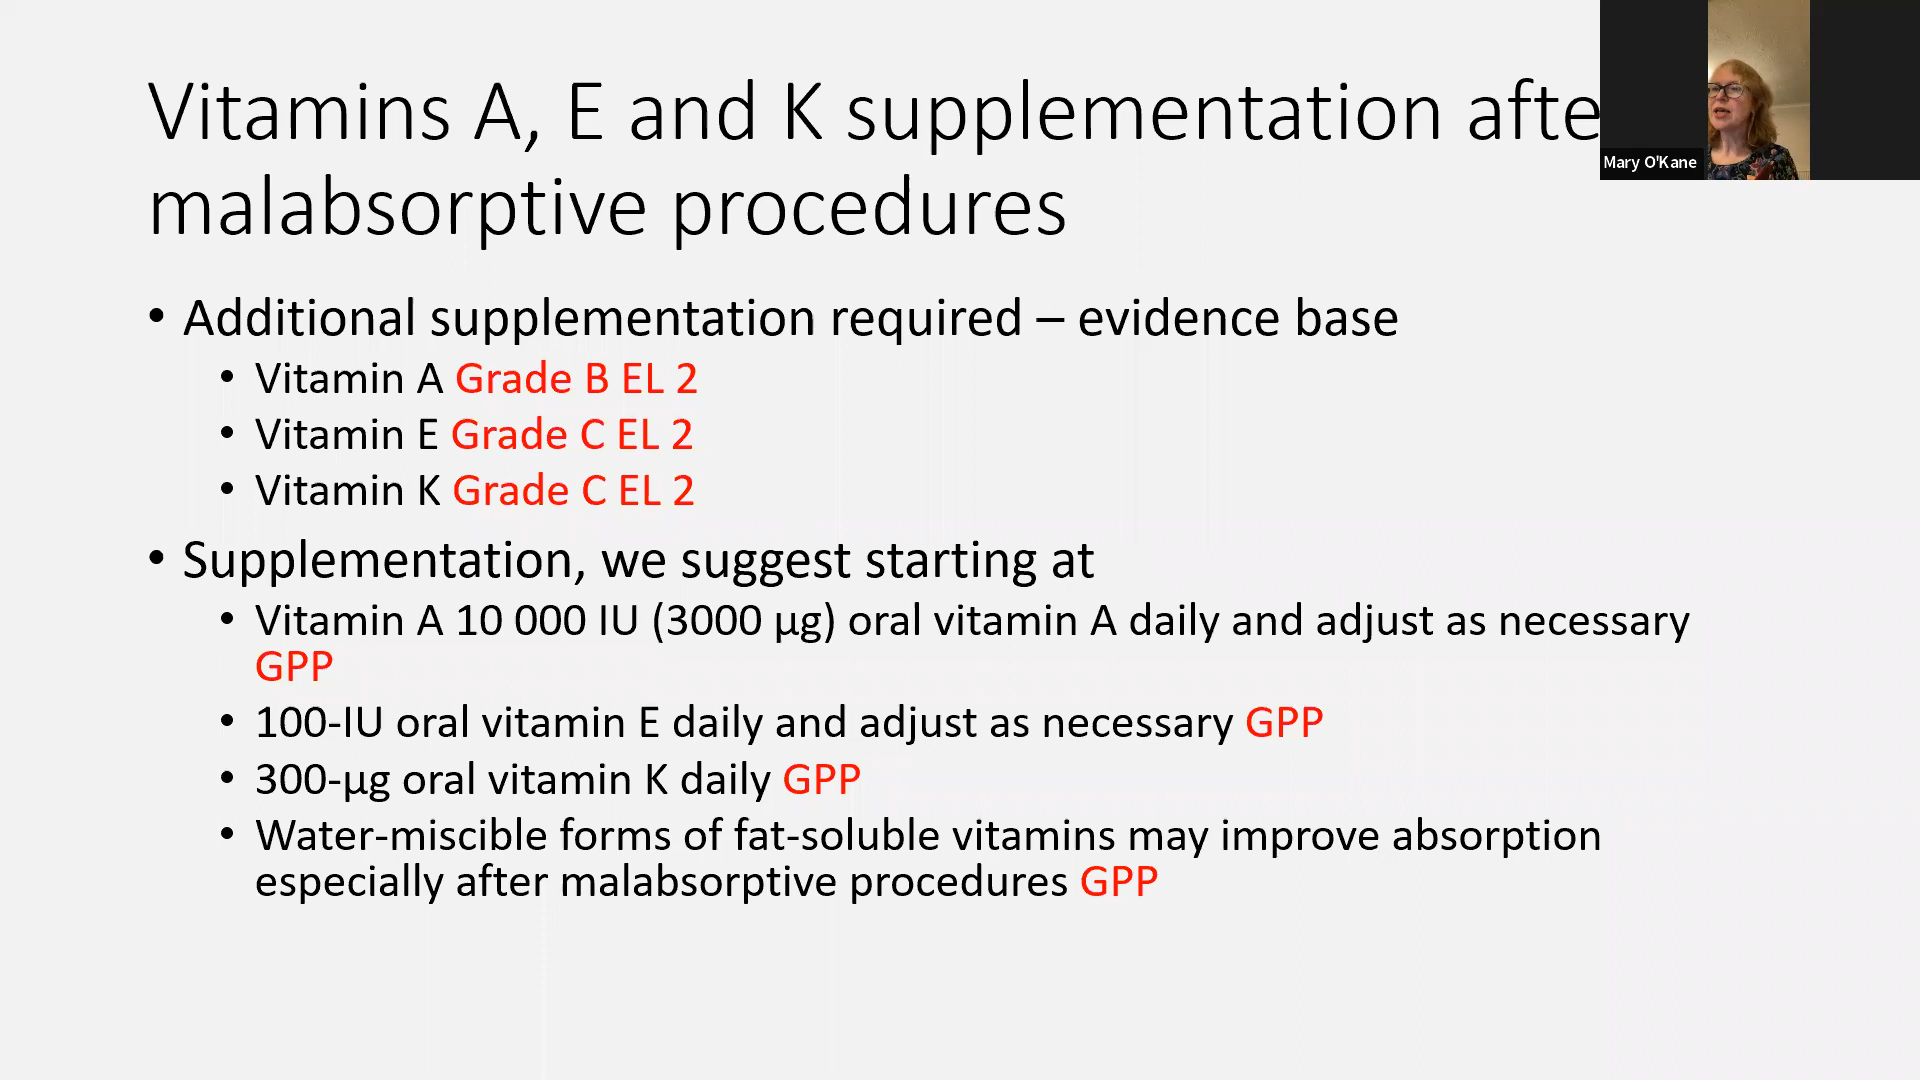 Vitamins A, E and K supplementation afte
malabsorptive procedures
Mary O'Kane
• Additional supplementation required – evidence base
• Vitamin A Grade B EL 2
• Vitamin E Grade C EL 2
• Vitamin K Grade C EL 2
• Supplementation, we suggest starting at
• Vitamin A 10 000 IU (3000 µg) oral vitamin A daily and adjust as necessary
GPP
• 100-IU oral vitamin E daily and adjust as necessary GPP
• 300-µg oral vitamin K daily GPP
• Water-miscible forms of fat-soluble vitamins may improve absorption
especially after malabsorptive procedures GPP